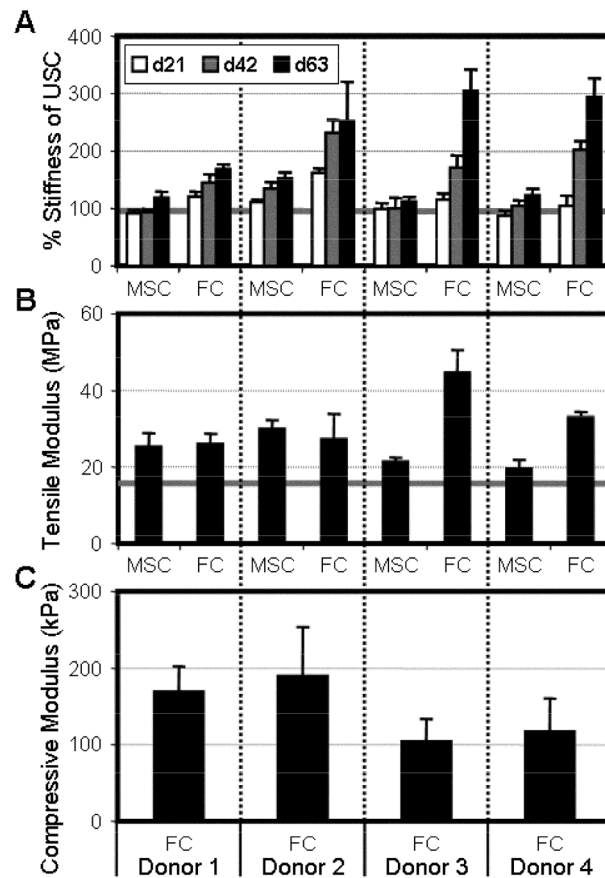 A
% Stiffness of USC
400
300
200
100
0
d21 d42 d63
MSC FC MSC FC MSC FC MSC FC
B
Tensile Modulus (MPa)
60
40
20
0
MSC FC MSC FC MSC FC MSC FC
C
Compressive Modulus (kPa)
300
200
100
0
FC FC FC FC
Donor 1 Donor 2 Donor 3 Donor 4